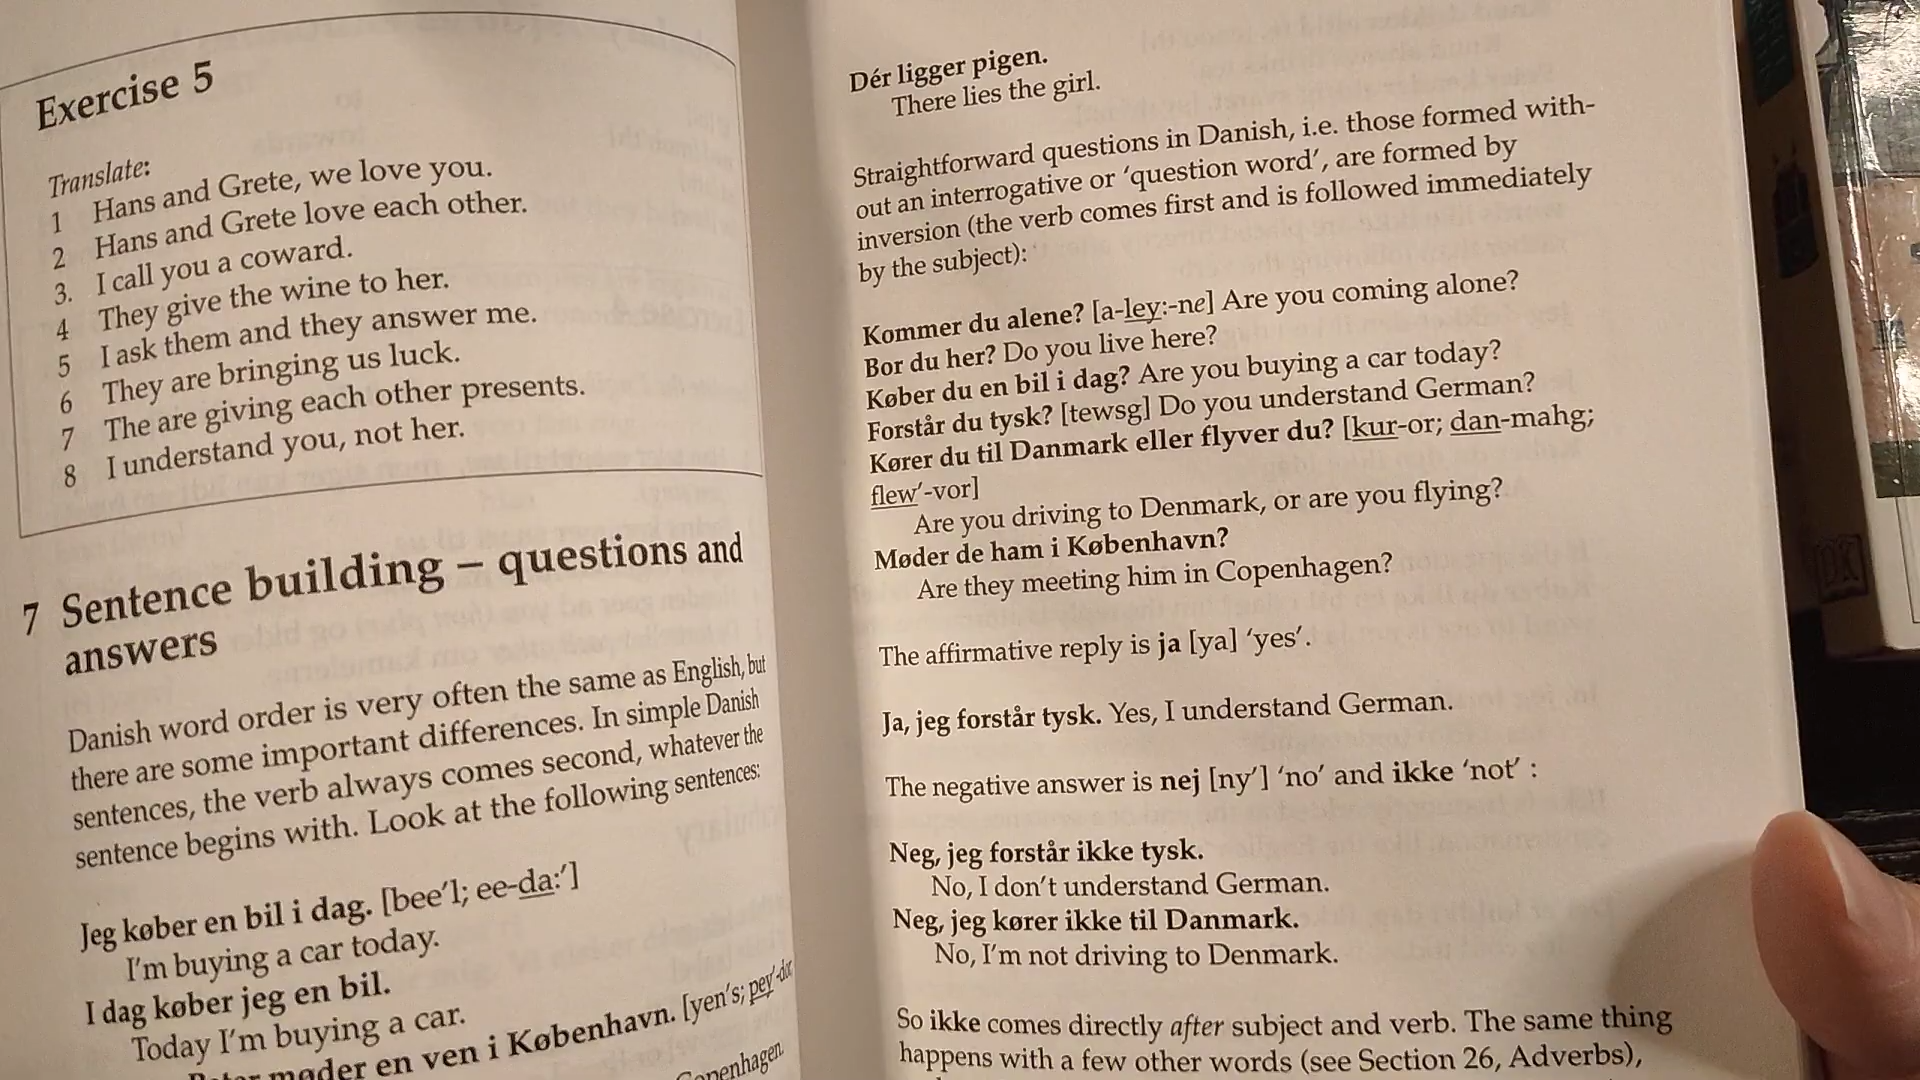 Exercise 5
Translate:
1 Hans and Grete, we love you.
2 Hans and Grete love each other.
3. I call you a coward.
4 They give the wine to her.
5 I ask them and they answer me.
6 They are bringing us luck.
7 The are giving each other presents.
8 I understand you, not her.
7 Sentence building – questions and
answers
Danish word order is very often the same as English, but
there are some important differences. In simple Danish
sentences, the verb always comes second, whatever the
sentence begins with. Look at the following sentences:
Jeg køber en bil i dag. [bee’l; ee-da:’]
I’m buying a car today.
I dag køber jeg en bil.
Today I’m buying a car.
møder en ven i København. [yen’s; pey’-dor
Copenhagen.
Dér ligger pigen.
There lies the girl.
Straightforward questions in Danish, i.e. those formed with-
out an interrogative or ‘question word’, are formed by
inversion (the verb comes first and is followed immediately
by the subject):
Kommer du alene? [a-ley:-ne] Are you coming alone?
Bor du her? Do you live here?
Køber du en bil i dag? Are you buying a car today?
Forstår du tysk? [tewsg] Do you understand German?
Kører du til Danmark eller flyver du? [kur-or; dan-mahg;
flew’-vor]
Are you driving to Denmark, or are you flying?
Møder de ham i København?
Are they meeting him in Copenhagen?
The affirmative reply is ja [ya] ‘yes’.
Ja, jeg forstår tysk. Yes, I understand German.
The negative answer is nej [ny’] ‘no’ and ikke ‘not’ :
Neg, jeg forstår ikke tysk.
No, I don’t understand German.
Neg, jeg kører ikke til Danmark.
No, I’m not driving to Denmark.
So ikke comes directly after subject and verb. The same thing
happens with a few other words (see Section 26, Adverbs),
DK